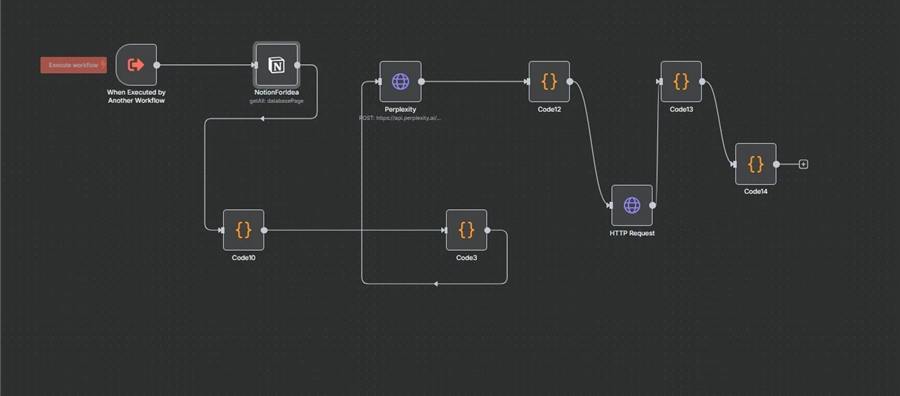 Execute workflow
When Executed by
Another Workflow
NotionForIdea
getAll: databasePage
Perplexity
POST: https://api.perplexity.ai/...
Code12
Code13
Code14
HTTP Request
Code10
Code3